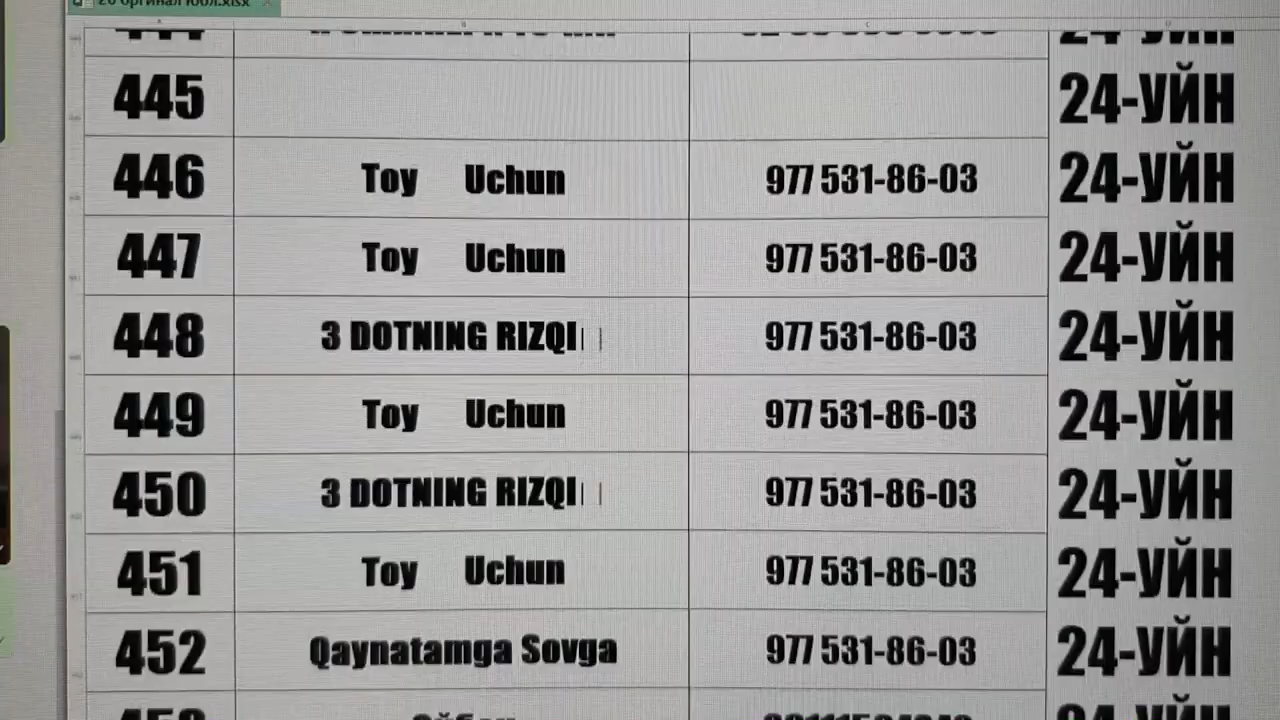 445 24-УЙН
446 Toy Uchun 977 531-86-03 24-УЙН
447 Toy Uchun 977 531-86-03 24-УЙН
448 3 DOTNING RIZQI 977 531-86-03 24-УЙН
449 Toy Uchun 977 531-86-03 24-УЙН
450 3 DOTNING RIZQI 977 531-86-03 24-УЙН
451 Toy Uchun 977 531-86-03 24-УЙН
452 Qaynatamga Sovga 977 531-86-03 24-УЙН